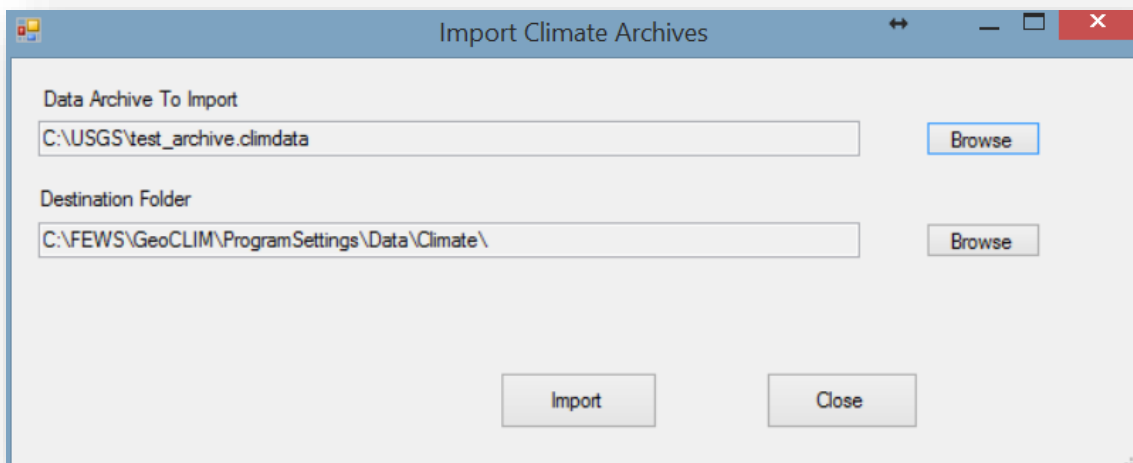 Import Climate Archives
Data Archive To Import
C:\USGS\test_archive.climdata
Browse
Destination Folder
C:\FEWS\GeoCLIM\ProgramSettings\Data\Climate\
Browse
Import
Close